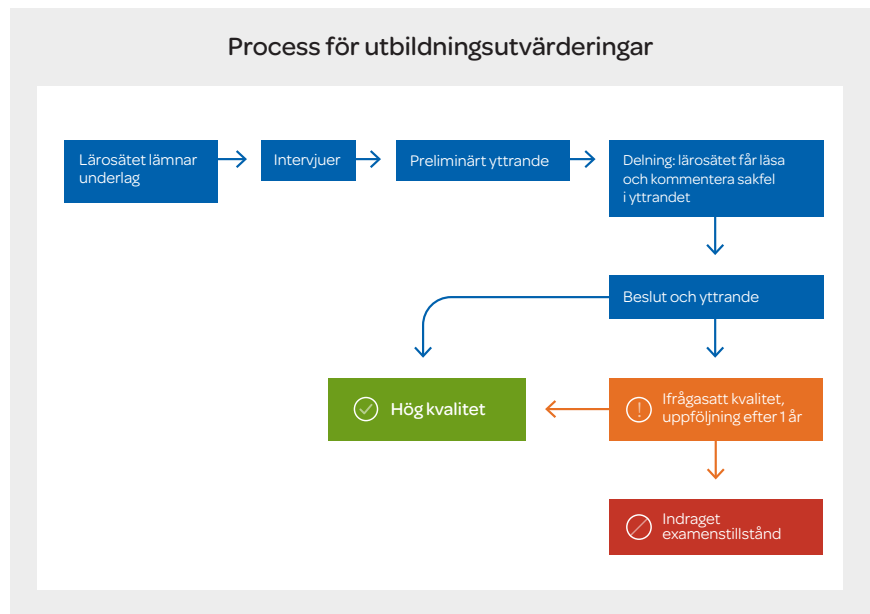 Process för utbildningsutvärderingar
Lärosätet lämnar
underlag
Intervjuer
Preliminärt yttrande
Delning: lärosätet får läsa
och kommentera sakfel
i yttrandet
Beslut och yttrande
Hög kvalitet
Ifrågasatt kvalitet,
uppföljning efter 1 år
Indraget
examenstillstånd